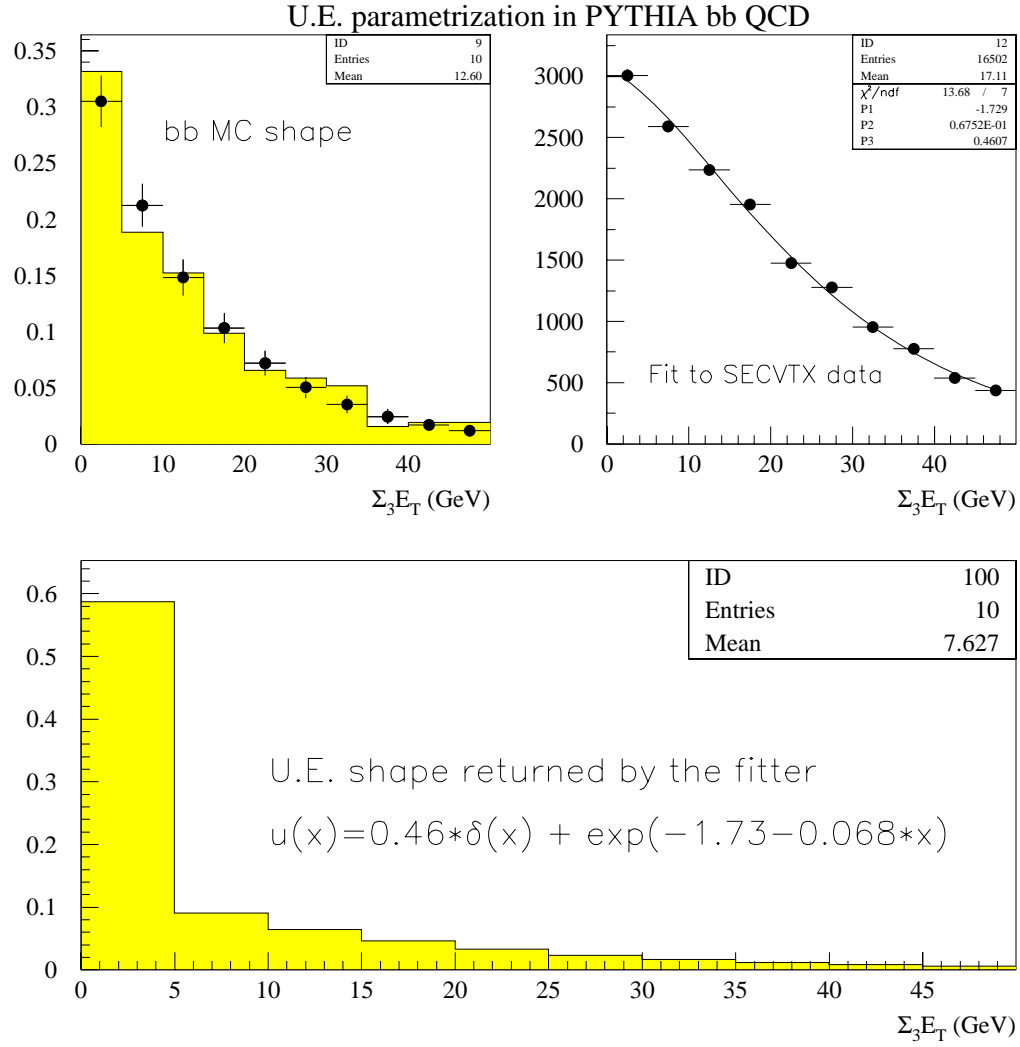 U.E. parametrization in PYTHIA bb QCD
ID 9
Entries 10
Mean 12.60
bb MC shape
0.35
0.3
0.25
0.2
0.15
0.1
0.05
0
0 10 20 30 40
Σ₃E_T (GeV)
ID 12
Entries 16502
Mean 17.11
χ²/ndf 13.68 / 7
P1 -1.729
P2 0.6752E-01
P3 0.4607
Fit to SECVTX data
3000
2500
2000
1500
1000
500
0
0 10 20 30 40
Σ₃E_T (GeV)
ID 100
Entries 10
Mean 7.627
U.E. shape returned by the fitter
u(x)=0.46*δ(x) + exp(−1.73−0.068*x)
0.6
0.5
0.4
0.3
0.2
0.1
0
0 5 10 15 20 25 30 35 40 45
Σ₃E_T (GeV)